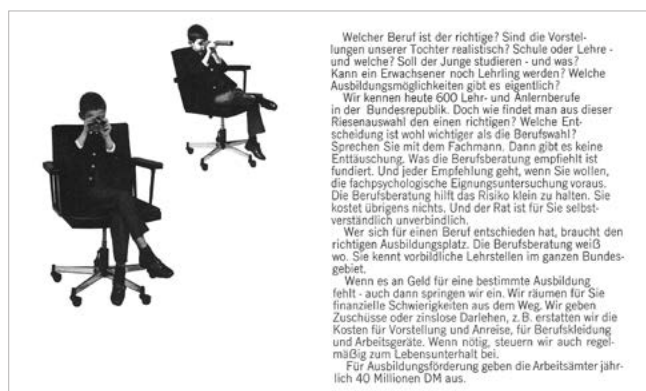 Welcher Beruf ist der richtige? Sind die Vorstel-
lungen unserer Tochter realistisch? Schule oder Lehre -
und welche? Soll der Junge studieren - und was?
Kann ein Erwachsener noch Lehrling werden? Welche
Ausbildungsmöglichkeiten gibt es eigentlich?
Wir kennen heute 600 Lehr- und Anlernberufe
in der Bundesrepublik. Doch wie findet man aus dieser
Riesenauswahl den einen richtigen? Welche Ent-
scheidung ist wohl wichtiger als die Berufswahl?
Sprechen Sie mit dem Fachmann. Dann gibt es keine
Enttäuschung. Was die Berufsberatung empfiehlt ist
fundiert. Und jeder Empfehlung geht, wenn Sie wollen,
die fachpsychologische Eignungsuntersuchung voraus.
Die Berufsberatung hilft das Risiko klein zu halten. Sie
kostet übrigens nichts. Und der Rat ist für Sie selbst-
verständlich unverbindlich.
Wer sich für einen Beruf entschieden hat, braucht den
richtigen Ausbildungsplatz. Die Berufsberatung weiß
wo. Sie kennt vorbildliche Lehrstellen im ganzen Bundes-
gebiet.
Wenn es an Geld für eine bestimmte Ausbildung
fehlt - auch dann springen wir ein. Wir räumen für Sie
finanzielle Schwierigkeiten aus dem Weg. Wir geben
Zuschüsse oder zinslose Darlehen, z.B. erstatten wir die
Kosten für Vorstellung und Anreise, für Berufskleidung
und Arbeitsgeräte. Wenn nötig, steuern wir auch regel-
mäßig zum Lebensunterhalt bei.
Für Ausbildungsförderung geben die Arbeitsämter jähr-
lich 40 Millionen DM aus.